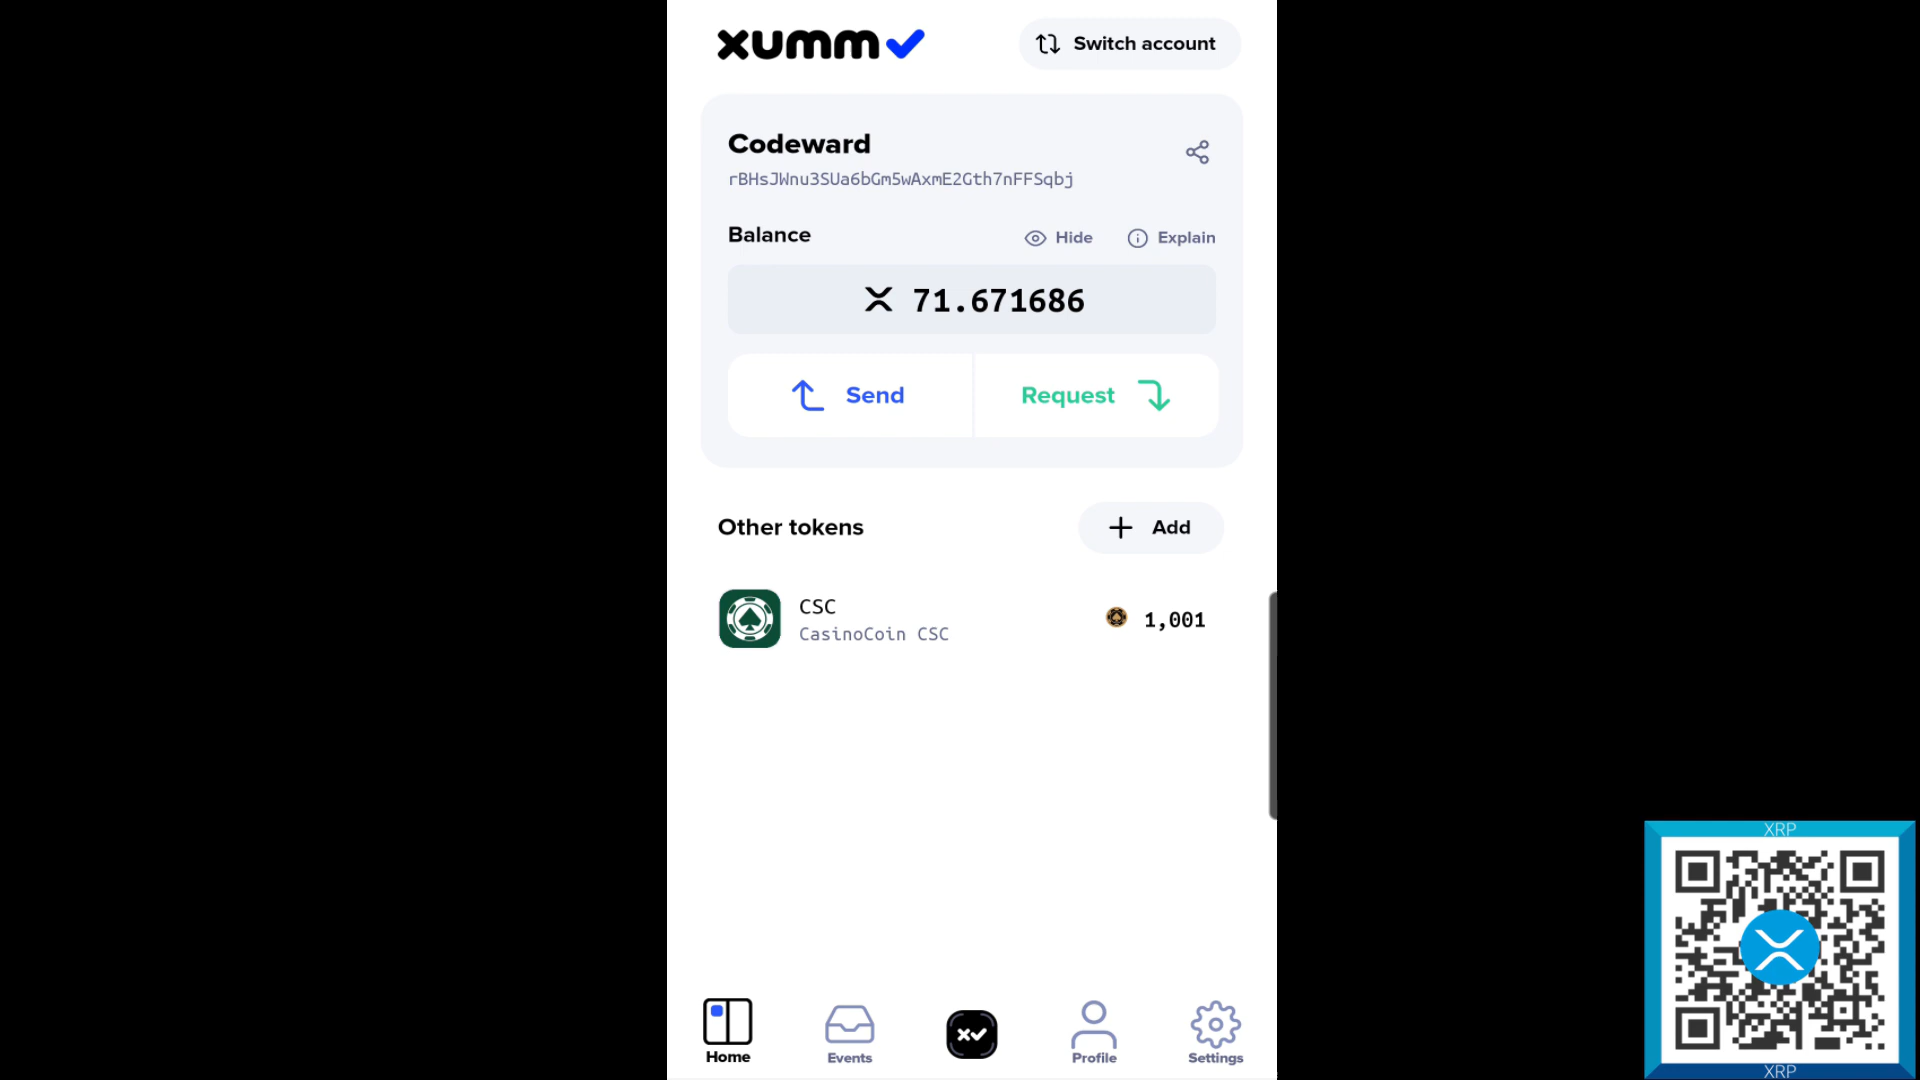 xumm
Switch account
Codeward
rBHsJWnu3SUa6bGm5wAxmE2Gth7nFFSqbj
Balance
Hide
Explain
71.671686
Send
Request
Other tokens
Add
CSC
CasinoCoin CSC
1,001
Home
Events
Profile
Settings
XRP
XRP